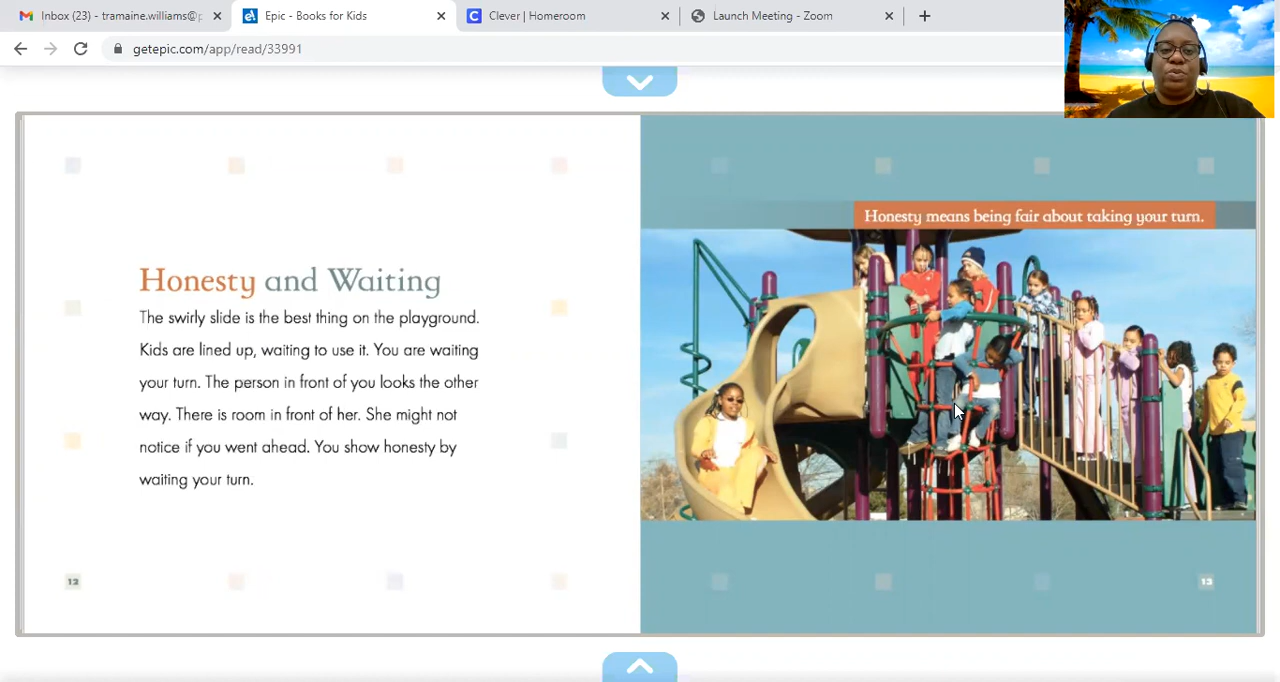 Inbox (23) - tramaine.williams@p
Epic - Books for Kids
Clever | Homeroom
Launch Meeting - Zoom
getepic.com/app/read/33991
Honesty and Waiting
The swirly slide is the best thing on the playground.
Kids are lined up, waiting to use it. You are waiting
your turn. The person in front of you looks the other
way. There is room in front of her. She might not
notice if you went ahead. You show honesty by
waiting your turn.
12
Honesty means being fair about taking your turn.
13